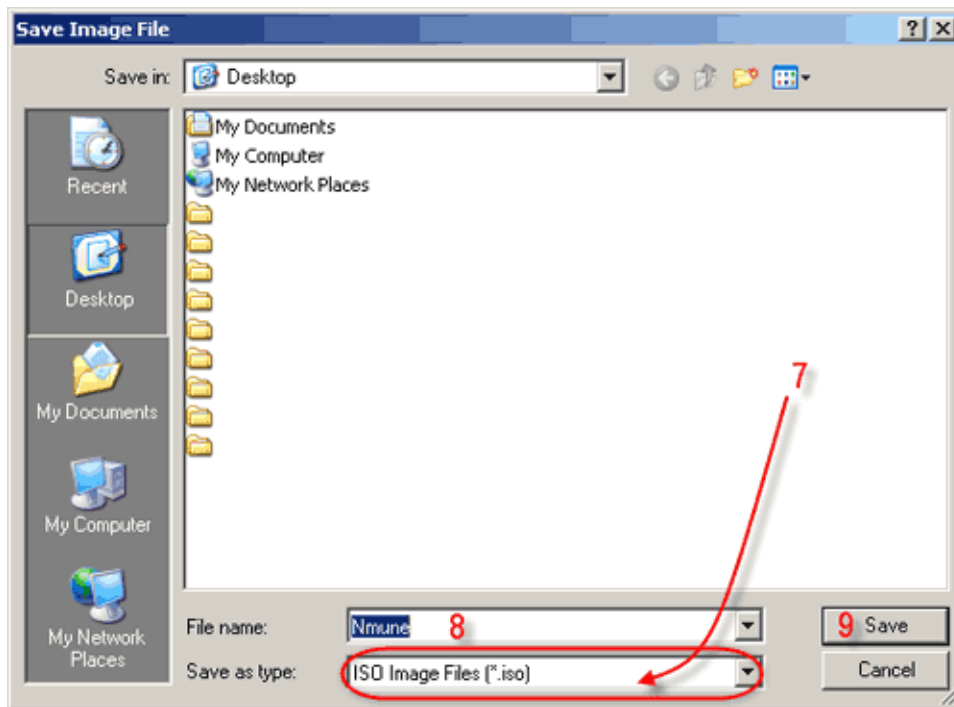 Save Image File
Save in: Desktop
My Documents
My Computer
My Network Places
Recent
Desktop
My Documents
My Computer
My Network
Places
7
File name: Nmune 8
9 Save
Save as type: ISO Image Files (*.iso)
Cancel